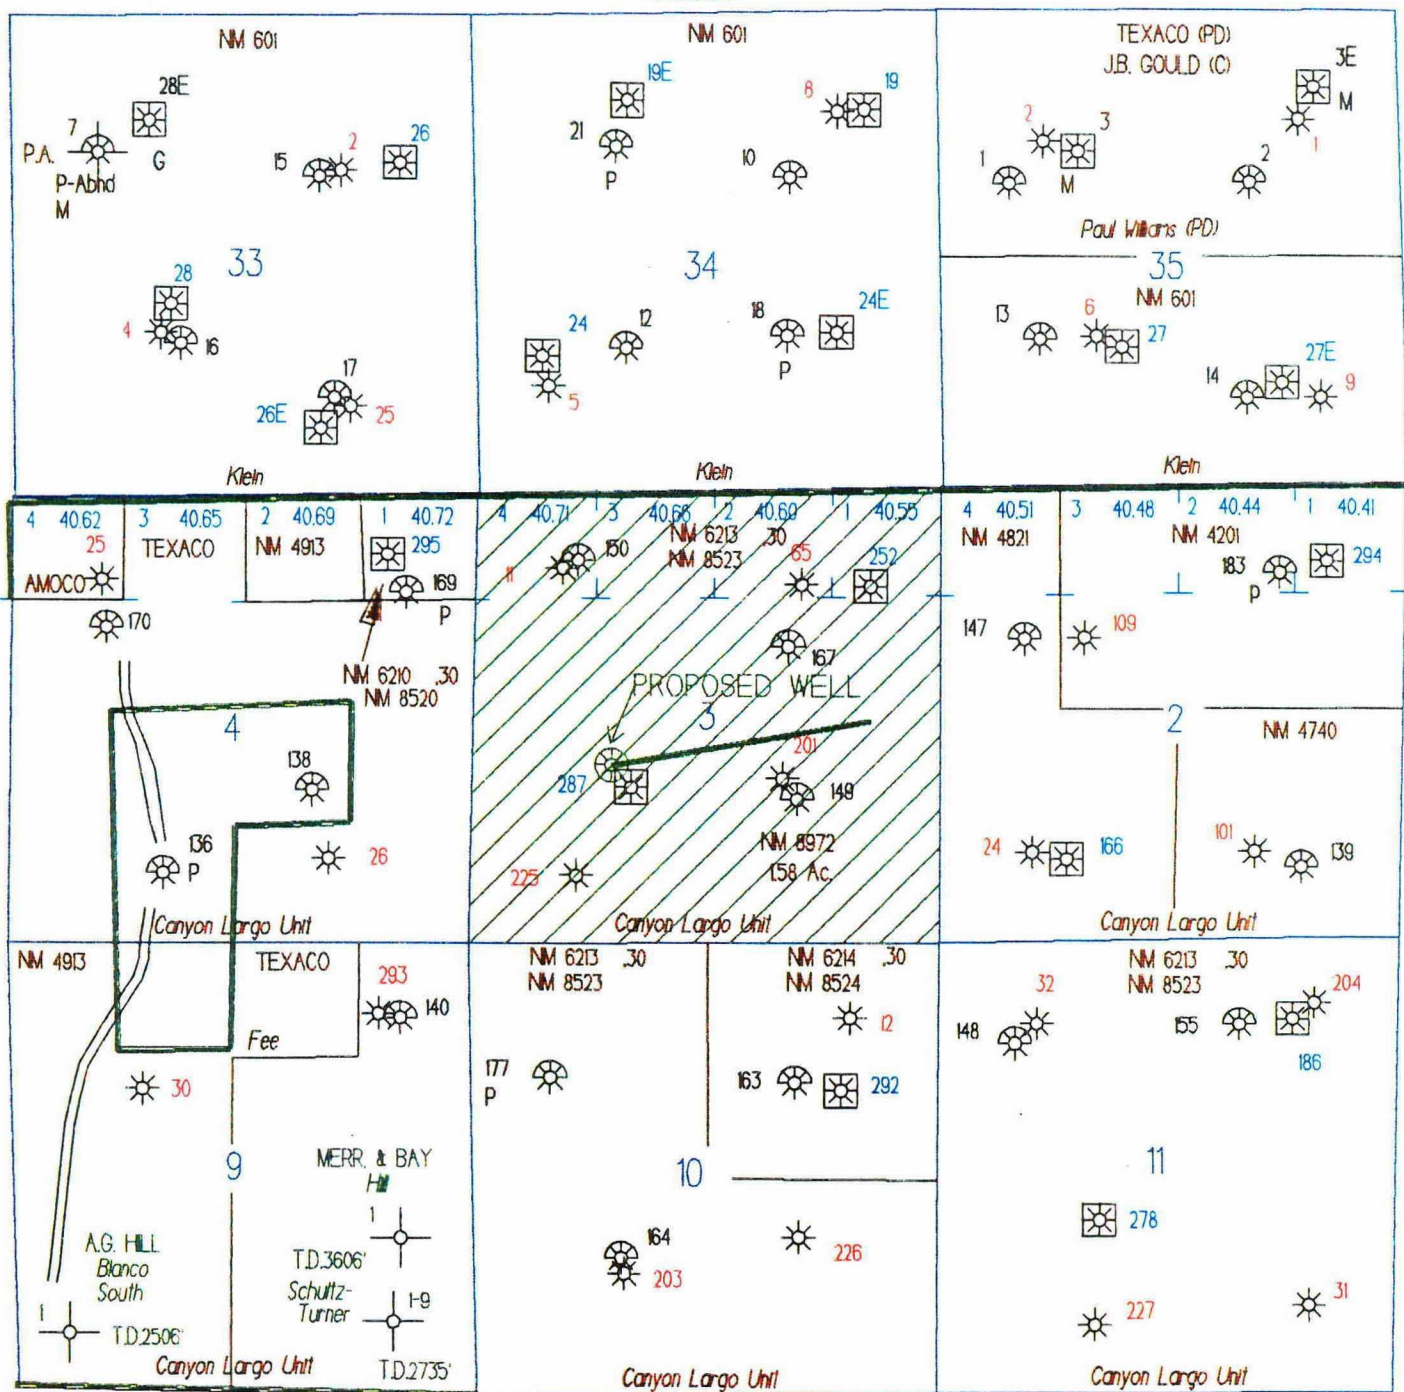 NM 601
28E
7
P.A.
P-Abnd
M
G
15
2
26
33
28
4
16
17
26E
25
Klein
NM 601
19E
21
P
8
19
10
34
24
12
5
18
P
24E
Klein
TEXACO (PD)
J.B. GOULD (C)
3E
M
1
2
3
1
M
2
Paul Williams (PD)
35
NM 601
13
6
27
27E
14
9
Klein
4 40.62 3 40.65 2 40.69 1 40.72
25
TEXACO
NM 4913
295
AMOCO
169
P
170
NM 6210 .30
NM 8520
4
138
136
P
26
Canyon Largo Unit
4 40.71 3 40.66 2 40.60 1 40.55
NM 6213 .30
NM 8523
11
150
65
252
167
PROPOSED WELL
3
201
287
149
NM 8972
1.58 Ac.
225
Canyon Largo Unit
4 40.51 3 40.48 2 40.44 1 40.41
NM 4821
NM 4201
183
P
294
147
109
2
NM 4740
24
166
101
139
Canyon Largo Unit
NM 4913
TEXACO
293
140
Fee
30
9
MERR. & BAY
Hill
1
A.G. HILL
Blanco
South
T.D.3606'
Schultz-
Turner
1-9
1
T.D.2506'
Canyon Largo Unit
T.D.2735'
NM 6213 .30
NM 8523
NM 6214 .30
NM 8524
12
177
P
163
292
10
164
203
226
Canyon Largo Unit
NM 6213 .30
NM 8523
32
204
148
155
186
11
278
227
31
Canyon Largo Unit